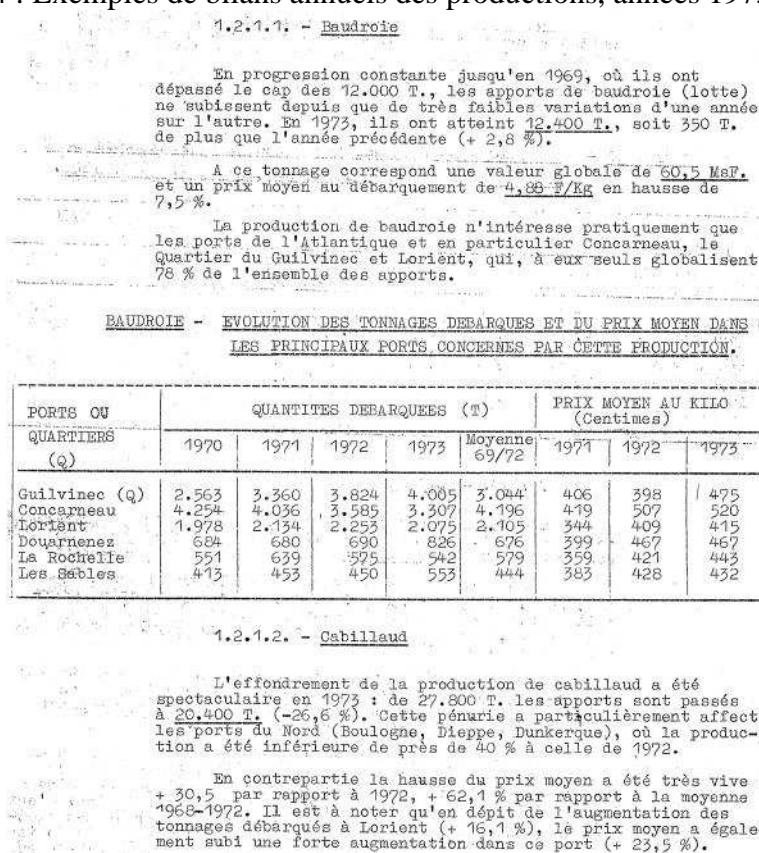 : Exemples de bilans annuels des productions, années 197
1.2.1.1. - Baudroie
En progression constante jusqu'en 1969, où ils ont
dépassé le cap des 12.000 T., les apports de baudroie (lotte)
ne subissent depuis que de très faibles variations d'une année
sur l'autre. En 1973, ils ont atteint 12.400 T., soit 350 T.
de plus que l'année précédente (+ 2,8 %).
A ce tonnage correspond une valeur globale de 60,5 MsF.
et un prix moyen au débarquement de 4,88 F/Kg en hausse de
7,5 %.
La production de baudroie n'intéresse pratiquement que
les ports de l'Atlantique et en particulier Concarneau, le
Quartier du Guilvinec et Lorient, qui, à eux seuls globalisent
78 % de l'ensemble des apports.
BAUDROIE - EVOLUTION DES TONNAGES DEBARQUES ET DU PRIX MOYEN DANS
LES PRINCIPAUX PORTS CONCERNES PAR CETTE PRODUCTION.
PORTS OU QUARTIERS (Q) QUANTITES DEBARQUEES (T) PRIX MOYEN AU KILO (Centimes)
1970 1971 1972 1973 Moyenne 69/72 1971 1972 1973
Guilvinec (Q) 2.563 3.360 3.824 4.005 3.044 406 398 475
Concarneau 4.254 4.036 3.585 3.307 4.196 419 507 520
Lorient 1.978 2.134 2.253 2.075 2.105 344 409 415
Douarnenez 684 680 690 826 676 399 467 467
La Rochelle 551 639 575 542 579 359 421 443
Les Sables 413 453 450 553 444 383 428 432
1.2.1.2. - Cabillaud
L'effondrement de la production de cabillaud a été
spectaculaire en 1973 : de 27.800 T. les apports sont passés
à 20.400 T. (-26,6 %). Cette pénurie a particulièrement affect
les ports du Nord (Boulogne, Dieppe, Dunkerque), où la produc-
tion a été inférieure de près de 40 % à celle de 1972.
En contrepartie la hausse du prix moyen a été très vive
+ 30,5 par rapport à 1972, + 62,1 % par rapport à la moyenne
1968-1972. Il est à noter qu'en dépit de l'augmentation des
tonnages débarqués à Lorient (+ 16,1 %), le prix moyen a égale
ment subi une forte augmentation dans ce port (+ 23,5 %).